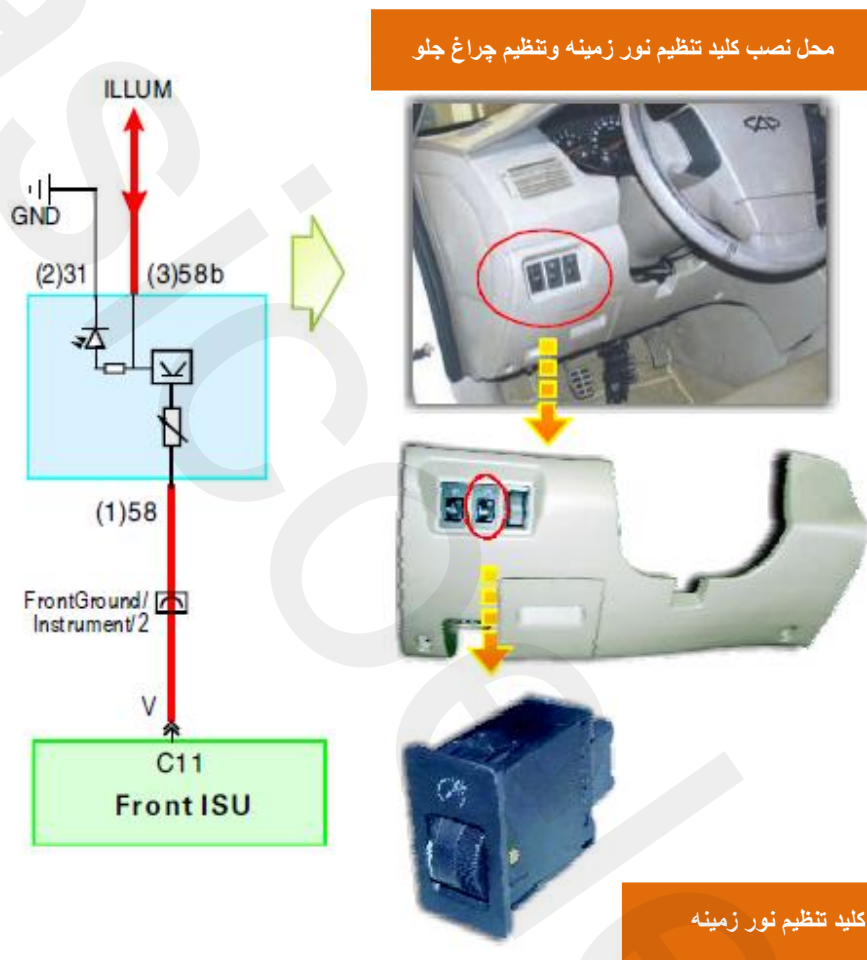 محل نصب کلید تنظیم نور زمینه وتنظیم چراغ جلو
ILLUM
GND
(2)31
(3)58b
(1)58
FrontGround/
Instrument/2
V
C11
Front ISU
کلید تنظیم نور زمینه